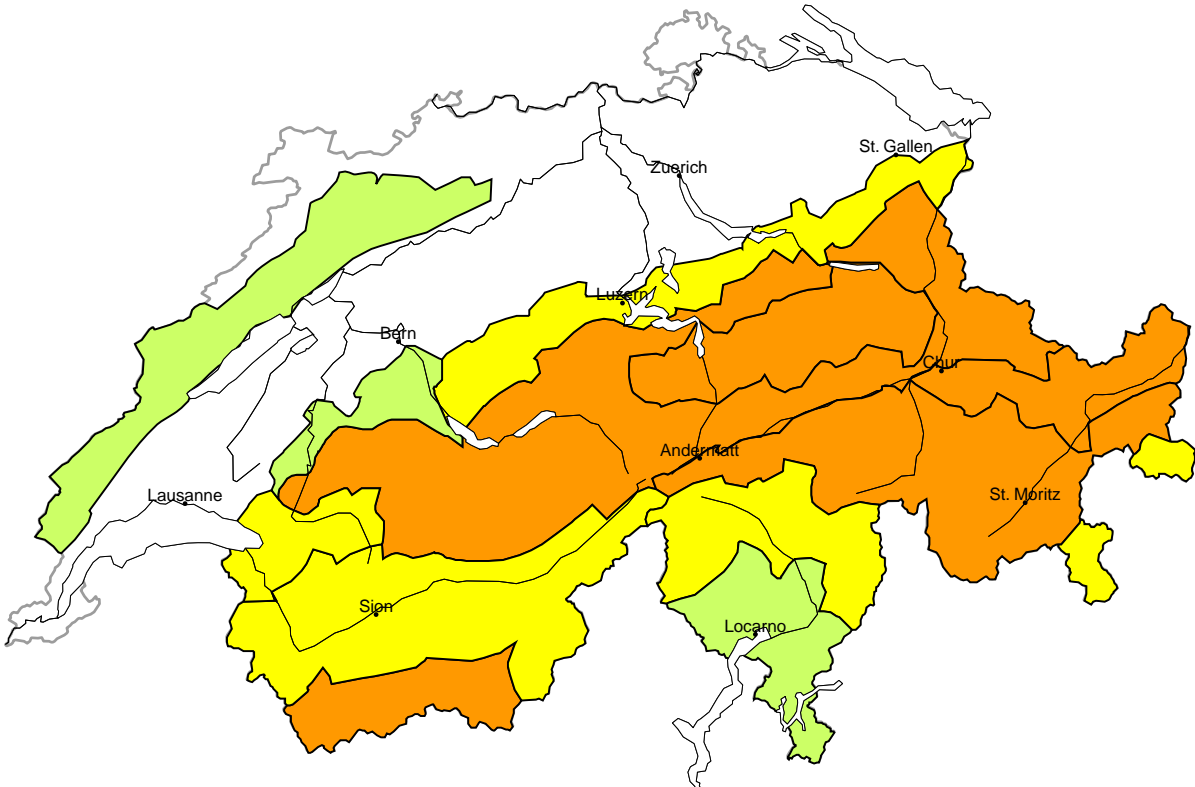 St. Gallen
Zuerich
Luzern
Bern
Chur
Andermatt
Lausanne
St. Moritz
Sion
Locarno